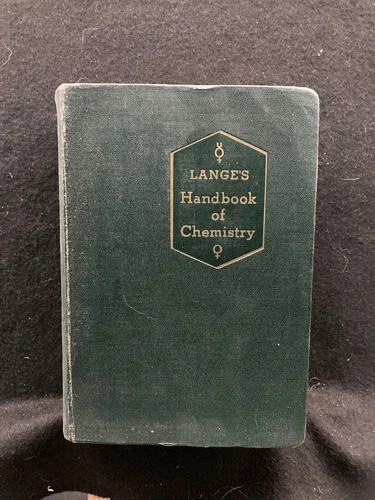 LANGE'S
Handbook
of
Chemistry